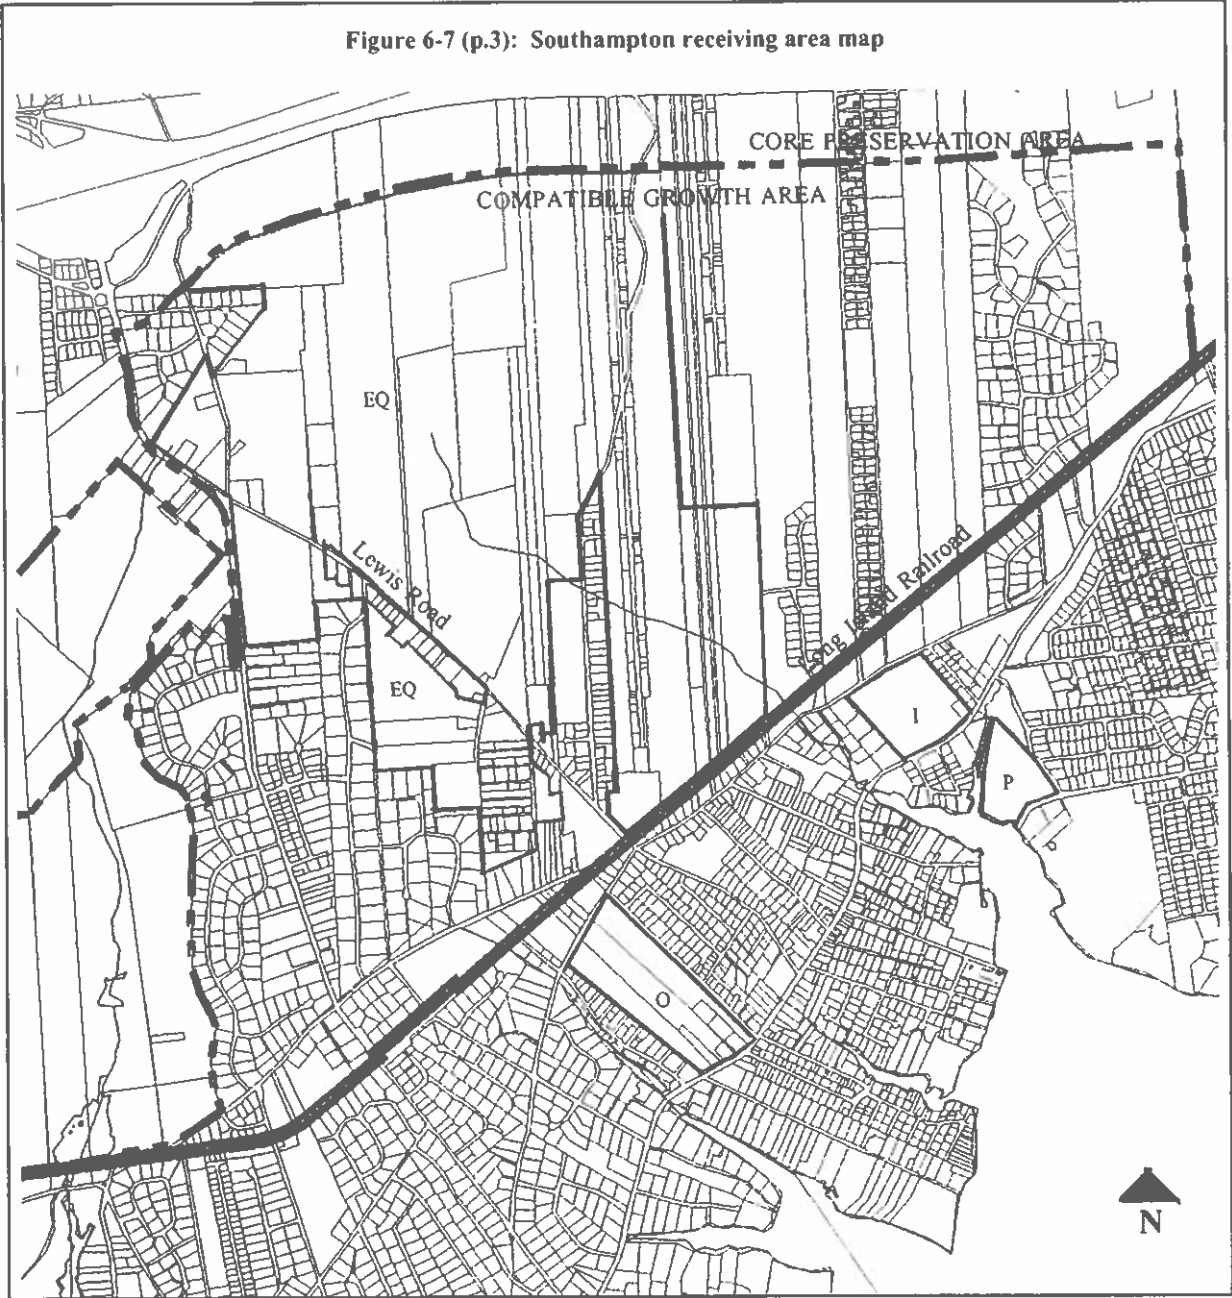 Figure 6-7 (p.3): Southampton receiving area map
CORE PRESERVATION AREA
COMPATIBLE GROWTH AREA
EQ
Lewis Road
Long Island Railroad
EQ
I
P
O
N